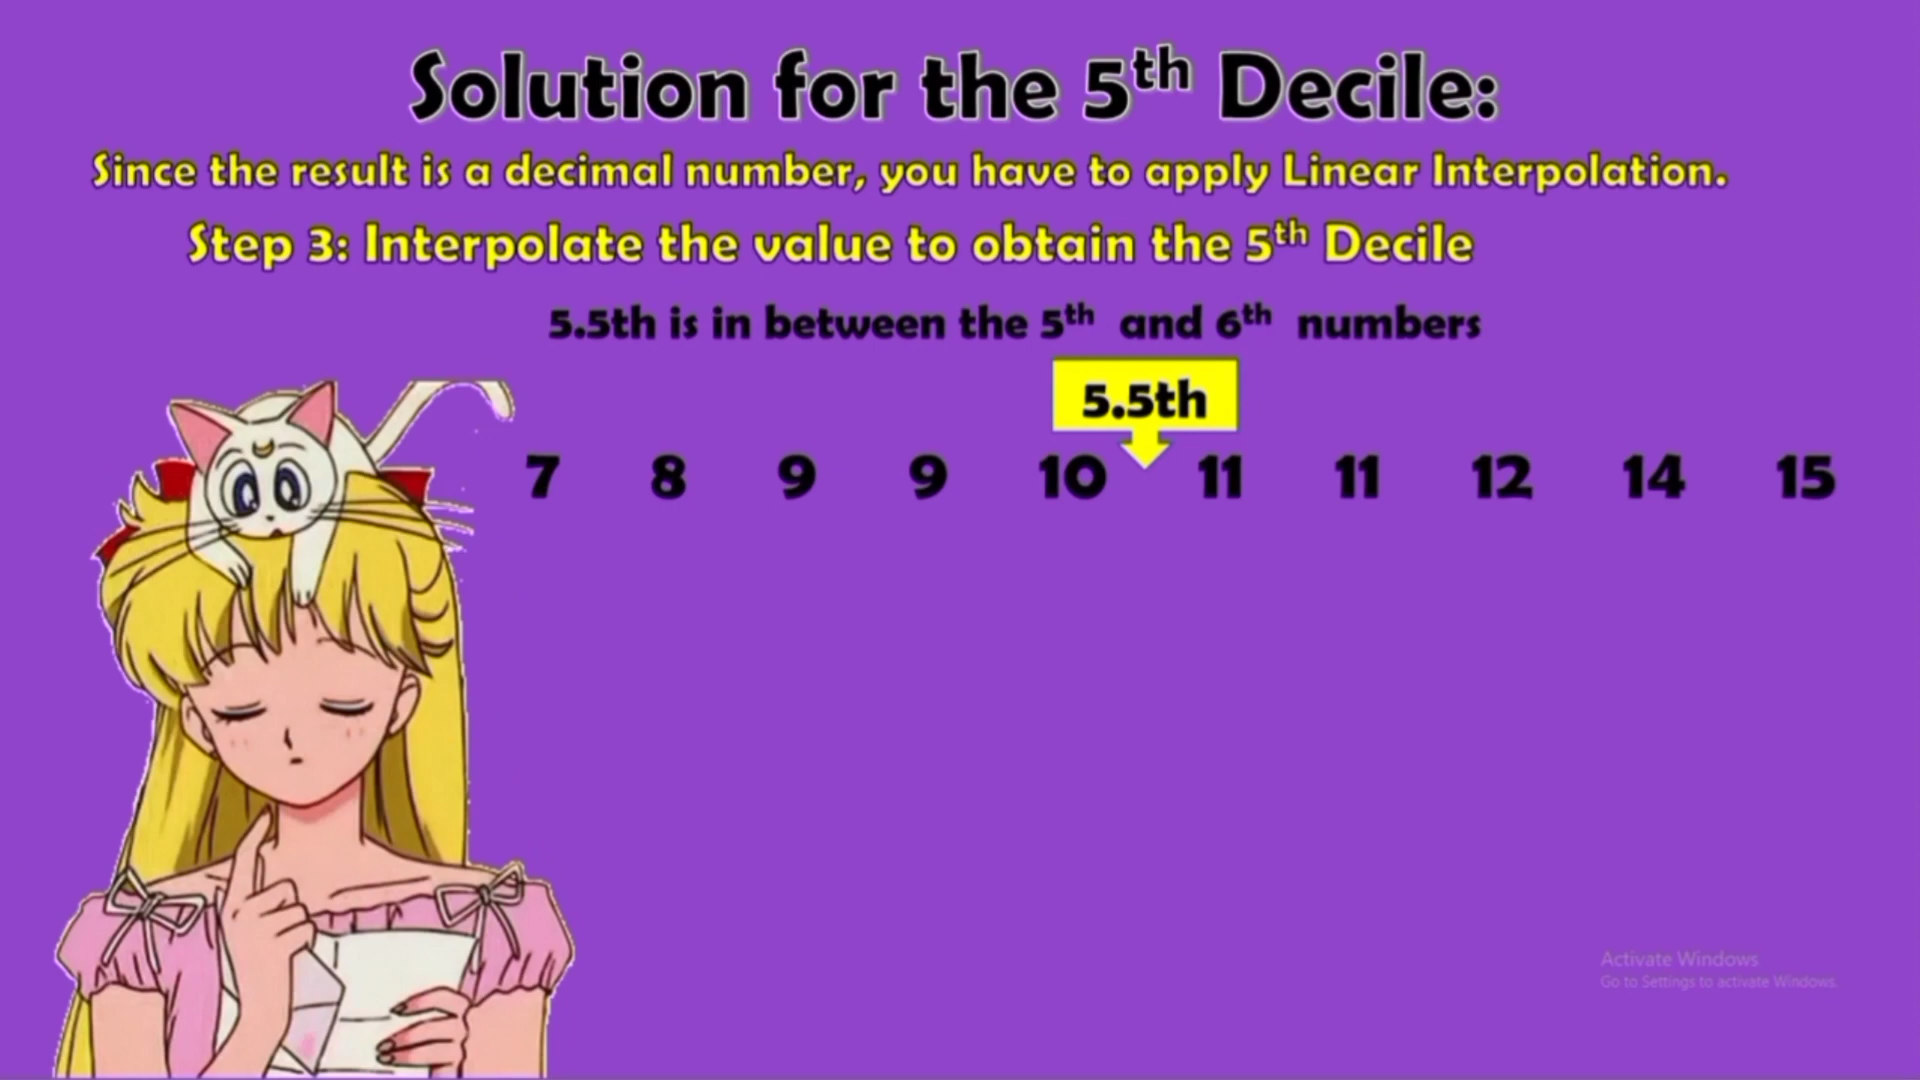 Solution for the 5th Decile:
Since the result is a decimal number, you have to apply Linear Interpolation.
Step 3: Interpolate the value to obtain the 5th Decile
5.5th is in between the 5th and 6th numbers
5.5th
7 8 9 9 10 11 11 12 14 15
Activate Windows
Go to Settings to activate Windows.